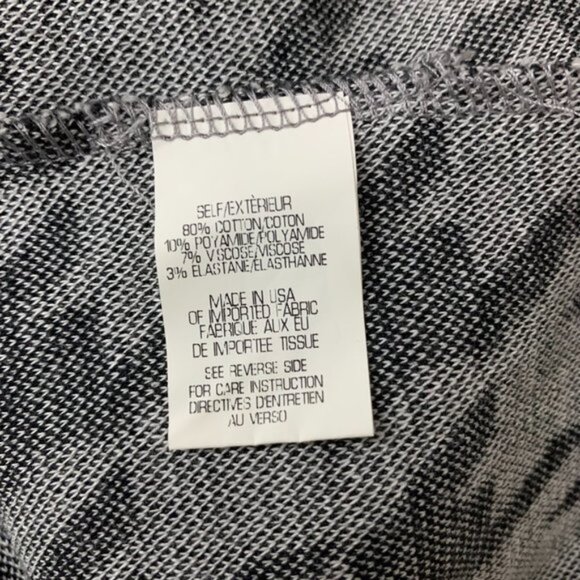 SELF/EXTÈRIEUR
80% COTTON/COTON
10% POYAMIDE/POLYAMIDE
7% VISCOSE/VISCOSE
3% ELASTANE/ELASTHANNE
MADE IN USA
OF IMPORTED FABRIC
FABRIQUE AUX EU
DE IMPORTEE TISSUE
SEE REVERSE SIDE
FOR CARE INSTRUCTION
DIRECTIVES D'ENTRETIEN
AU VERSO